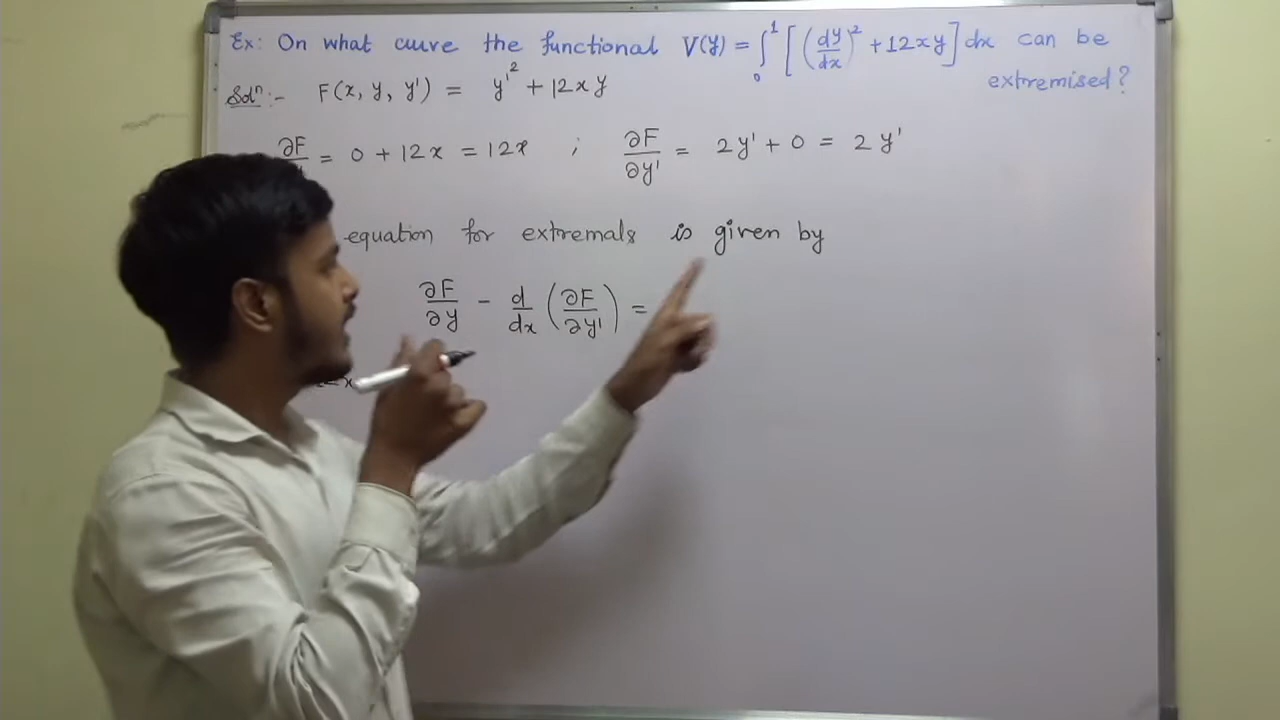 Ex: On what curve the functional V(y) = ∫₀¹ [(dy/dx)² + 12xy] dx can be
extremised?
Solⁿ:- F(x, y, y') = y'² + 12xy
∂F/ = 0 + 12x = 12x ; ∂F/∂y' = 2y' + 0 = 2y'
equation for extremals is given by
∂F/∂y - d/dx (∂F/∂y') =